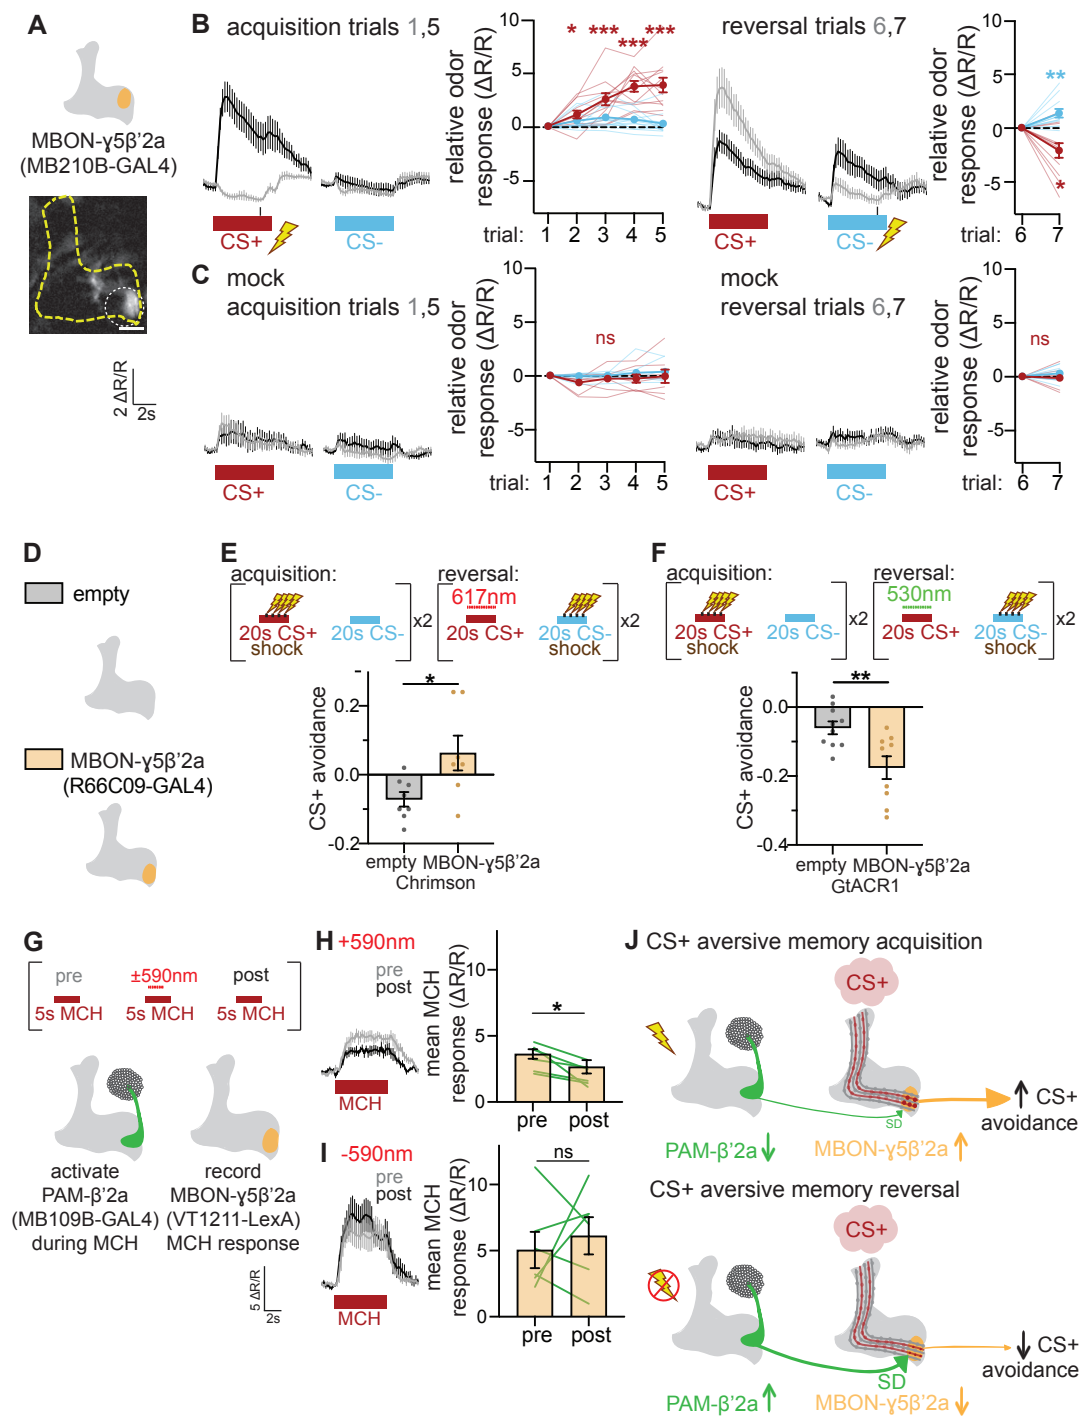 A
MBON-ɣ5β'2a
(MB210B-GAL4)
2 ΔR/R
2s
B
acquisition trials 1,5
CS+
CS-
relative odor
response (ΔR/R)
10
5
0
-5
* *** *** ***
trial: 1 2 3 4 5
reversal trials 6,7
CS+
CS-
relative odor
response (ΔR/R)
10
5
0
-5
**
*
trial: 6 7
C
mock
acquisition trials 1,5
CS+
CS-
relative odor
response (ΔR/R)
10
5
0
-5
ns
trial: 1 2 3 4 5
mock
reversal trials 6,7
CS+
CS-
relative odor
response (ΔR/R)
10
5
0
-5
ns
trial: 6 7
D
empty
MBON-ɣ5β'2a
(R66C09-GAL4)
E
acquisition:
20s CS+
shock
20s CS-
x2
reversal:
617nm
20s CS+
20s CS-
shock
x2
CS+ avoidance
0.2
0.0
-0.2
*
empty MBON-ɣ5β'2a
Chrimson
F
acquisition:
20s CS+
shock
20s CS-
x2
reversal:
530nm
20s CS+
20s CS-
shock
x2
CS+ avoidance
0.0
-0.2
-0.4
**
empty MBON-ɣ5β'2a
GtACR1
G
pre
±590nm
post
5s MCH 5s MCH 5s MCH
activate
PAM-β'2a
(MB109B-GAL4)
during MCH
record
MBON-ɣ5β'2a
(VT1211-LexA)
MCH response
5 ΔR/R
2s
H
+590nm
pre
post
MCH
mean MCH
response (ΔR/R)
10
5
0
*
pre post
I
-590nm
pre
post
MCH
mean MCH
response (ΔR/R)
10
5
0
ns
pre post
J
CS+ aversive memory acquisition
CS+
SD
CS+
avoidance
PAM-β'2a
MBON-ɣ5β'2a
CS+ aversive memory reversal
CS+
SD
CS+
avoidance
PAM-β'2a
MBON-ɣ5β'2a